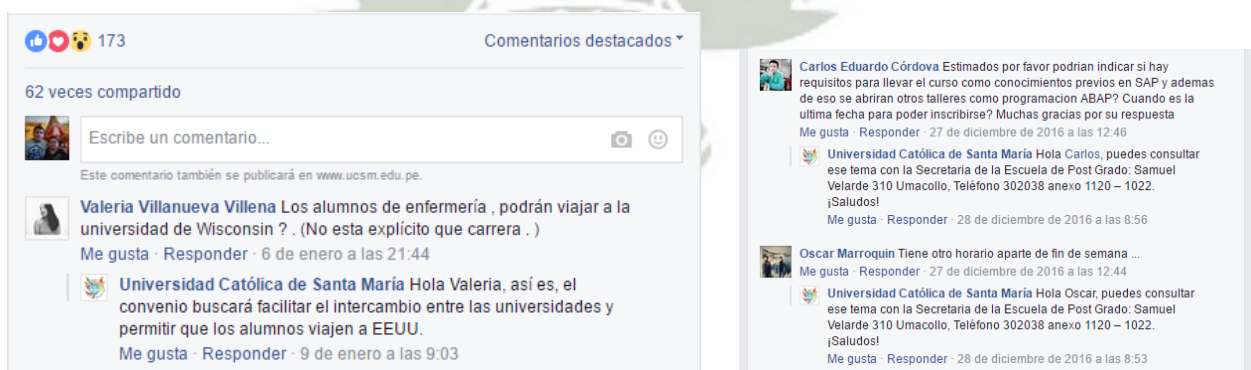 173
Comentarios destacados
62 veces compartido
Escribe un comentario...
Este comentario también se publicará en www.ucsm.edu.pe.
Valeria Villanueva Villena Los alumnos de enfermería , podrán viajar a la
universidad de Wisconsin ? . (No esta explícito que carrera . )
Me gusta · Responder · 6 de enero a las 21:44
Universidad Católica de Santa María Hola Valeria, así es, el
convenio buscará facilitar el intercambio entre las universidades y
permitir que los alumnos viajen a EEUU.
Me gusta · Responder · 9 de enero a las 9:03
Carlos Eduardo Córdova Estimados por favor podrian indicar si hay
requisitos para llevar el curso como conocimientos previos en SAP y ademas
de eso se abriran otros talleres como programacion ABAP? Cuando es la
ultima fecha para poder inscribirse? Muchas gracias por su respuesta
Me gusta · Responder · 27 de diciembre de 2016 a las 12:46
Universidad Católica de Santa María Hola Carlos, puedes consultar
ese tema con la Secretaria de la Escuela de Post Grado: Samuel
Velarde 310 Umacollo, Teléfono 302038 anexo 1120 – 1022.
¡Saludos!
Me gusta · Responder · 28 de diciembre de 2016 a las 8:56
Oscar Marroquin Tiene otro horario aparte de fin de semana ...
Me gusta · Responder · 27 de diciembre de 2016 a las 12:44
Universidad Católica de Santa María Hola Oscar, puedes consultar
ese tema con la Secretaria de la Escuela de Post Grado: Samuel
Velarde 310 Umacollo, Teléfono 302038 anexo 1120 – 1022.
¡Saludos!
Me gusta · Responder · 28 de diciembre de 2016 a las 8:53